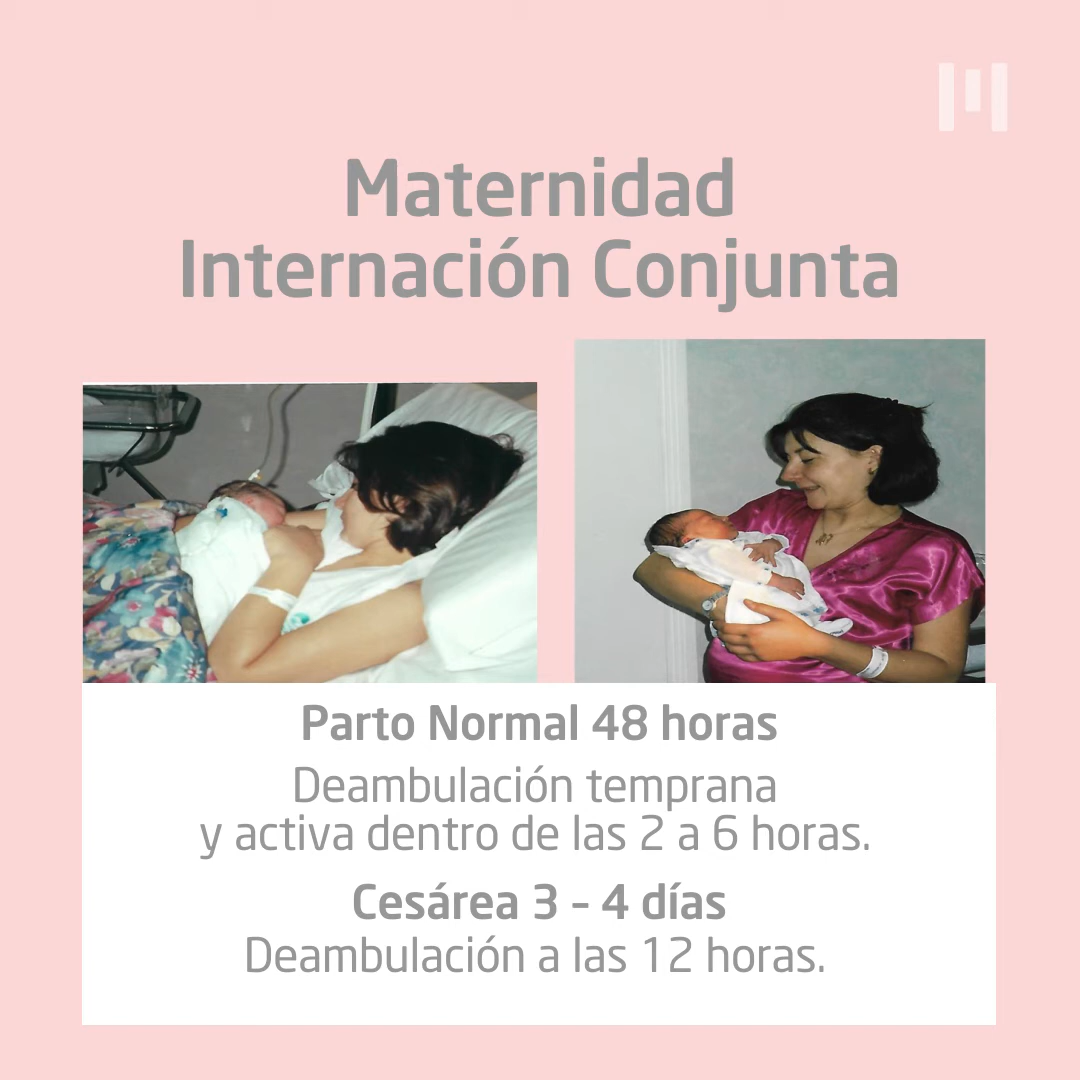 Maternidad
Internación Conjunta
Parto Normal 48 horas
Deambulación temprana
y activa dentro de las 2 a 6 horas.
Cesárea 3 – 4 días
Deambulación a las 12 horas.